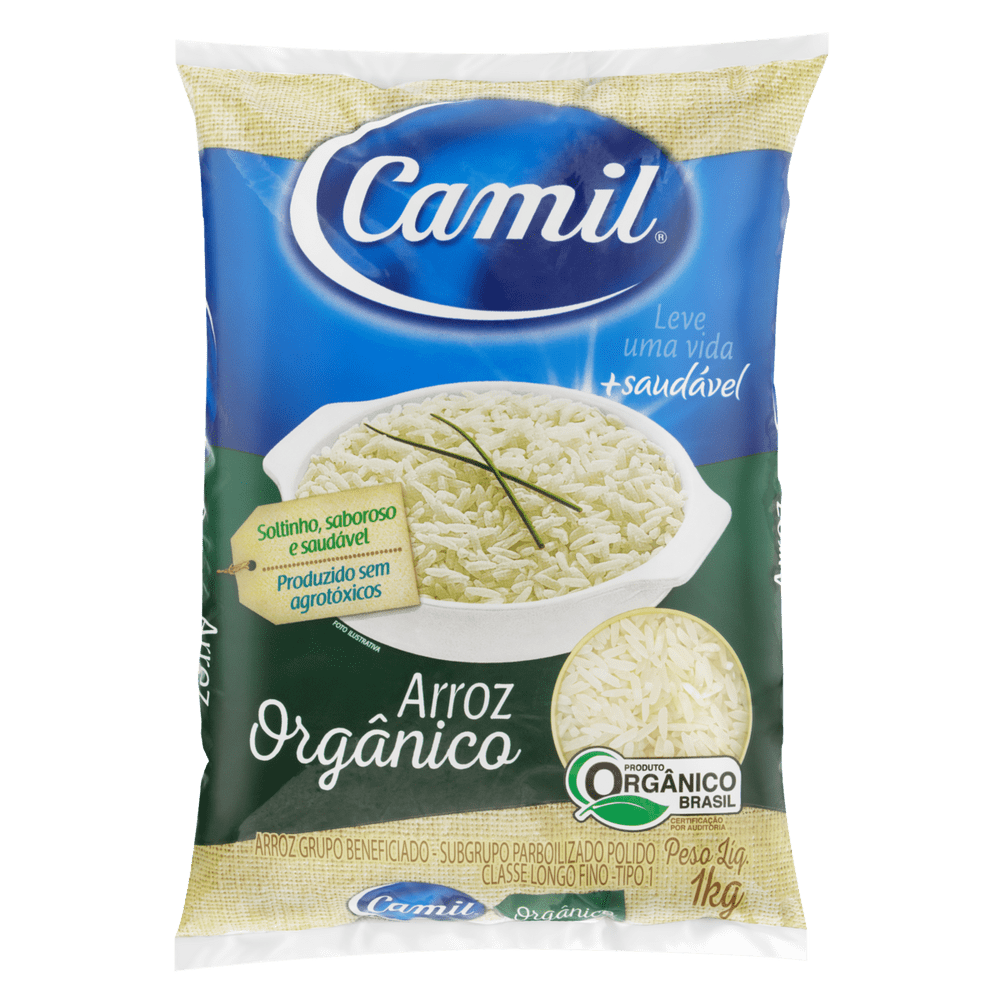 Camil®
Leve
uma vida
+saudável
Soltinho, saboroso
e saudável
Produzido sem
agrotóxicos
FOTO ILUSTRATIVA
Arroz
Orgânico
PRODUTO
ORGÂNICO
BRASIL
CERTIFICAÇÃO
POR AUDITORIA
ARROZ GRUPO BENEFICIADO - SUBGRUPO PARBOILIZADO POLIDO
CLASSE LONGO FINO - TIPO 1
Peso Líq.
1kg
Camil
Orgânico
Arroz